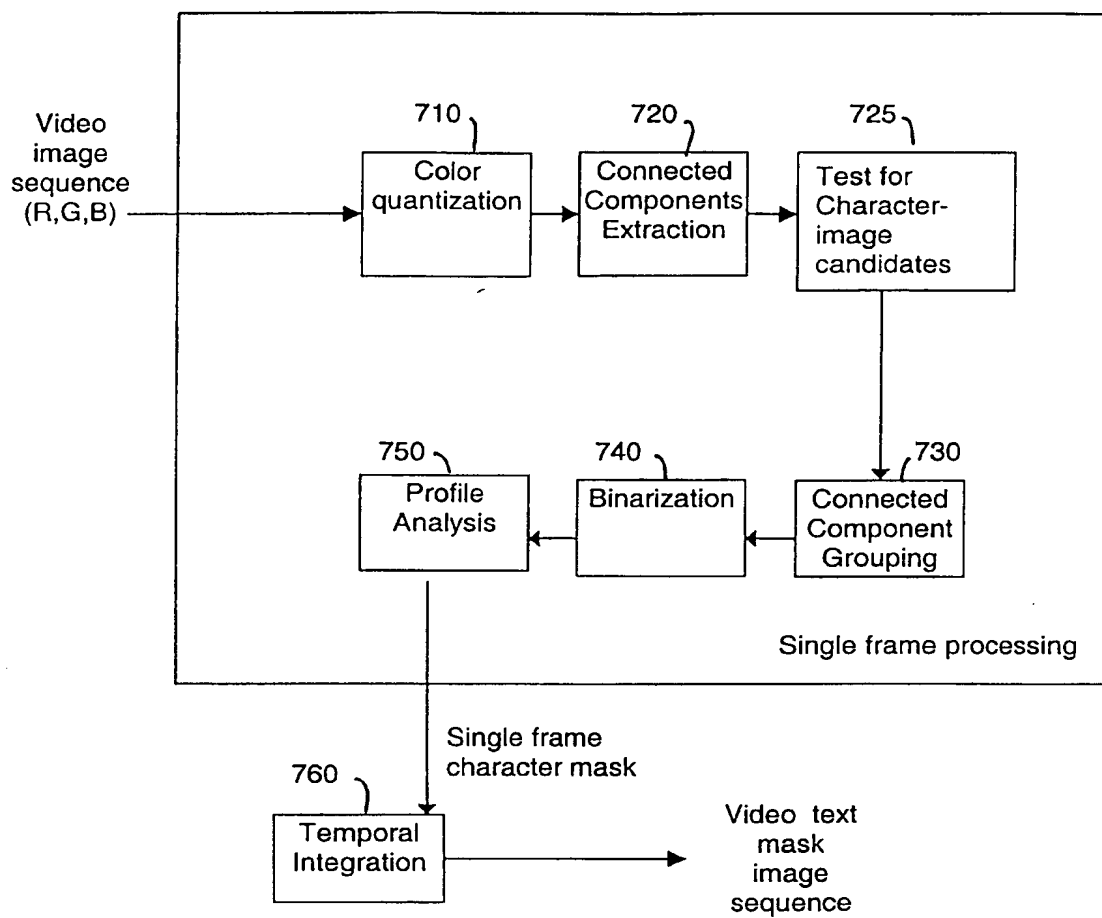 Video
image
sequence
(R,G,B)
710
Color
quantization
720
Connected
Components
Extraction
725
Test for
Character-
image
candidates
730
Connected
Component
Grouping
740
Binarization
750
Profile
Analysis
Single frame processing
Single frame
character mask
760
Temporal
Integration
Video text
mask
image
sequence